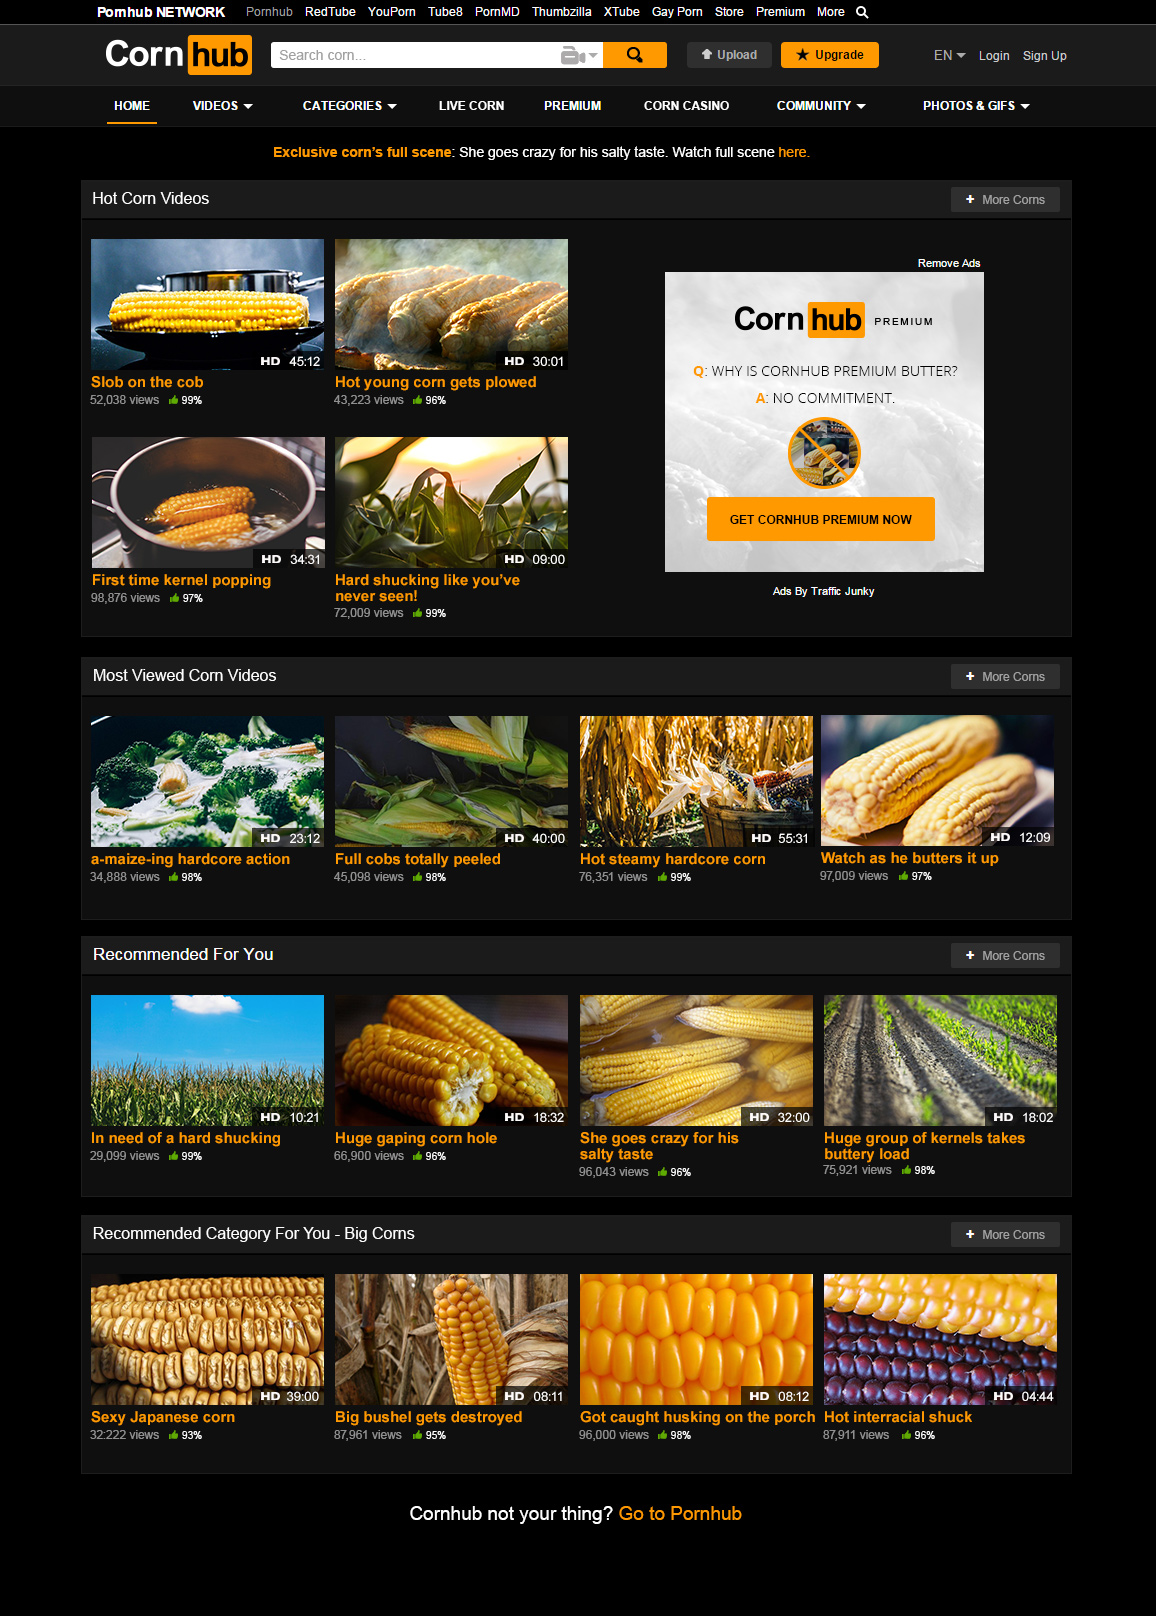 Pornhub NETWORK Pornhub RedTube YouPorn Tube8 PornMD Thumbzilla XTube Gay Porn Store Premium More
Corn hub Search corn... Upload Upgrade EN Login Sign Up
HOME VIDEOS CATEGORIES LIVE CORN PREMIUM CORN CASINO COMMUNITY PHOTOS & GIFS
Exclusive corn's full scene: She goes crazy for his salty taste. Watch full scene here.
Hot Corn Videos
+ More Corns
HD 45:12
Slob on the cob
52,038 views 99%
HD 30:01
Hot young corn gets plowed
43,223 views 96%
HD 34:31
First time kernel popping
98,876 views 97%
HD 09:00
Hard shucking like you've
never seen!
72,009 views 99%
Remove Ads
Corn hub PREMIUM
Q: WHY IS CORNHUB PREMIUM BUTTER?
A: NO COMMITMENT.
GET CORNHUB PREMIUM NOW
Ads By Traffic Junky
Most Viewed Corn Videos
+ More Corns
HD 23:12
a-maize-ing hardcore action
34,888 views 98%
HD 40:00
Full cobs totally peeled
45,098 views 98%
HD 55:31
Hot steamy hardcore corn
76,351 views 99%
HD 12:09
Watch as he butters it up
97,009 views 97%
Recommended For You
+ More Corns
HD 10:21
In need of a hard shucking
29,099 views 99%
HD 18:32
Huge gaping corn hole
66,900 views 96%
HD 32:00
She goes crazy for his
salty taste
96,043 views 96%
HD 18:02
Huge group of kernels takes
buttery load
75,921 views 98%
Recommended Category For You - Big Corns
+ More Corns
HD 39:00
Sexy Japanese corn
32:222 views 93%
HD 08:11
Big bushel gets destroyed
87,961 views 95%
HD 08:12
Got caught husking on the porch
96,000 views 98%
HD 04:44
Hot interracial shuck
87,911 views 96%
Cornhub not your thing? Go to Pornhub